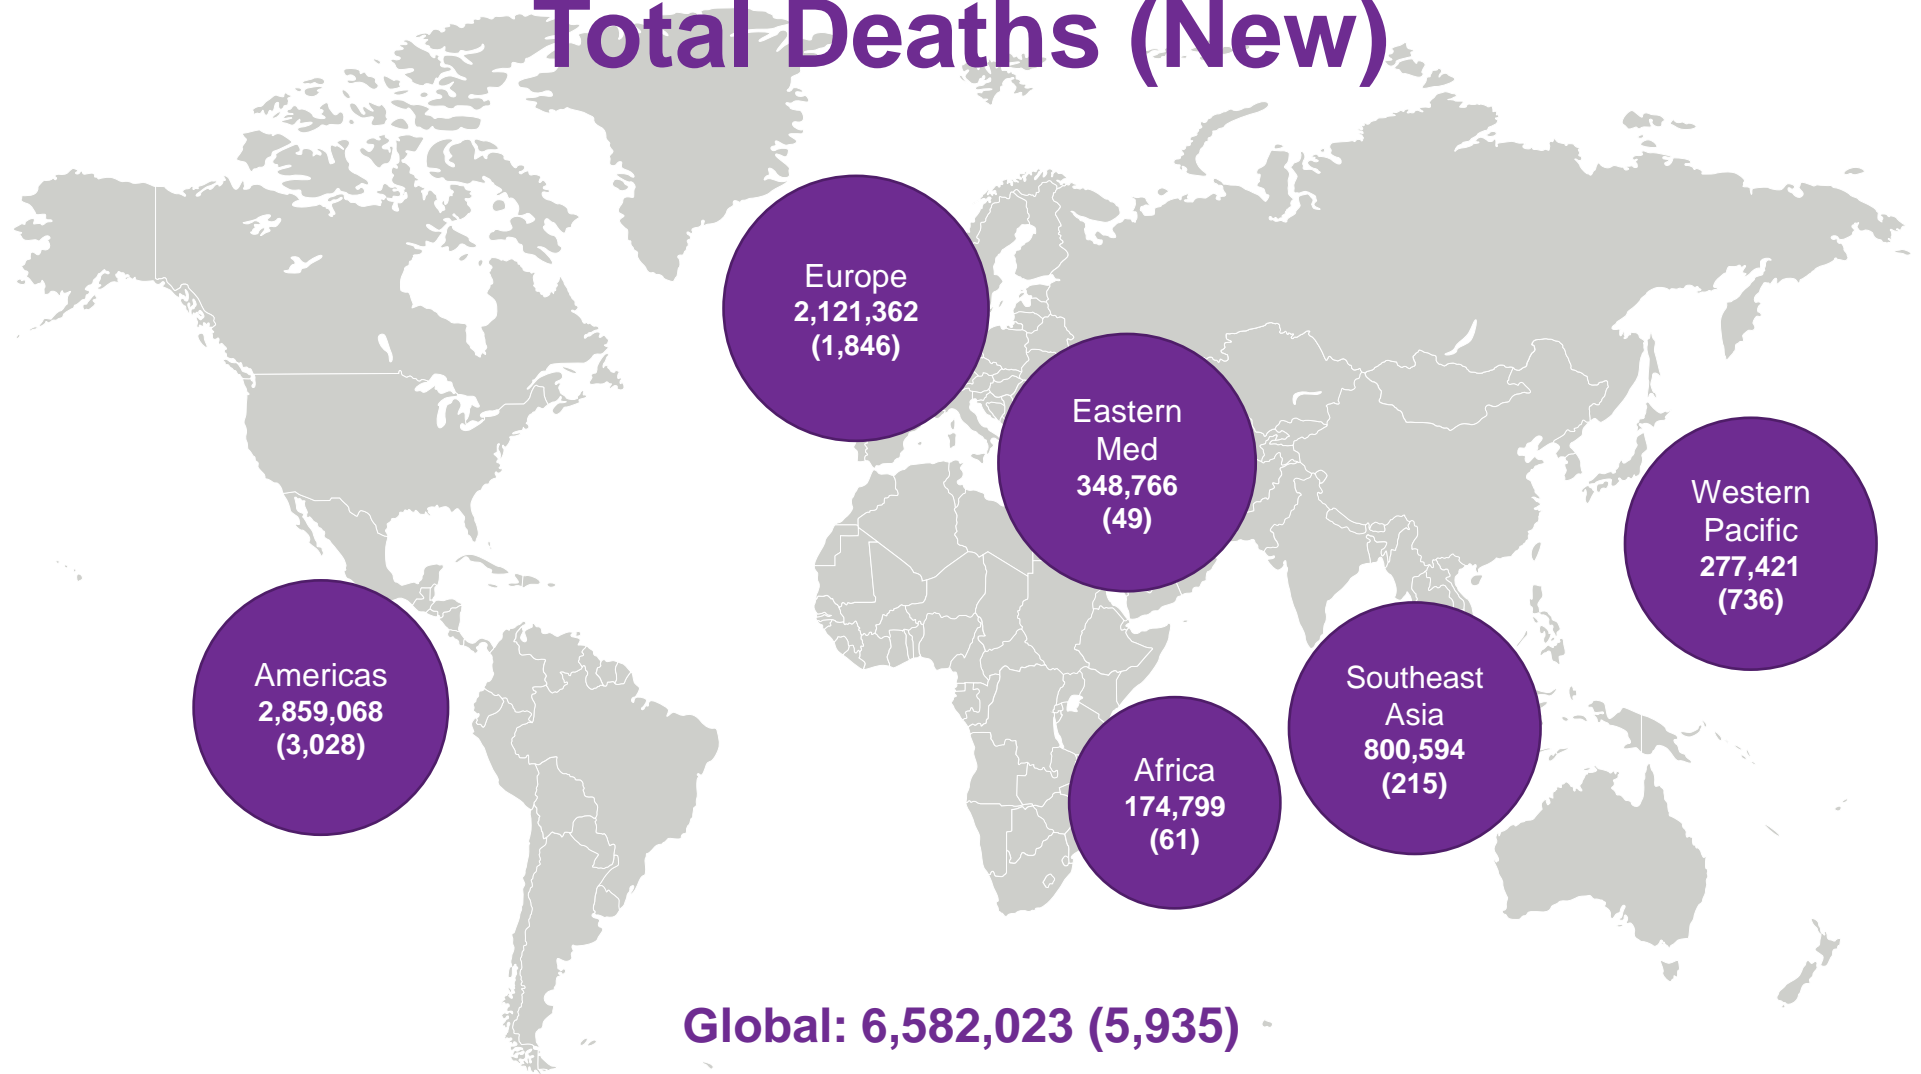 Total Deaths (New)
Europe
2,121,362
(1,846)
Eastern
Med
348,766
(49)
Western
Pacific
277,421
(736)
Americas
2,859,068
(3,028)
Southeast
Asia
800,594
(215)
Africa
174,799
(61)
Global: 6,582,023 (5,935)